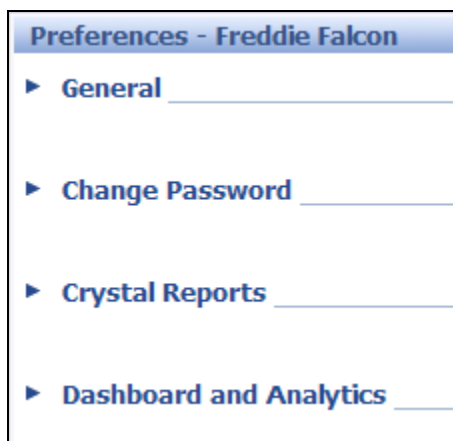 Preferences - Freddie Falcon
General
Change Password
Crystal Reports
Dashboard and Analytics